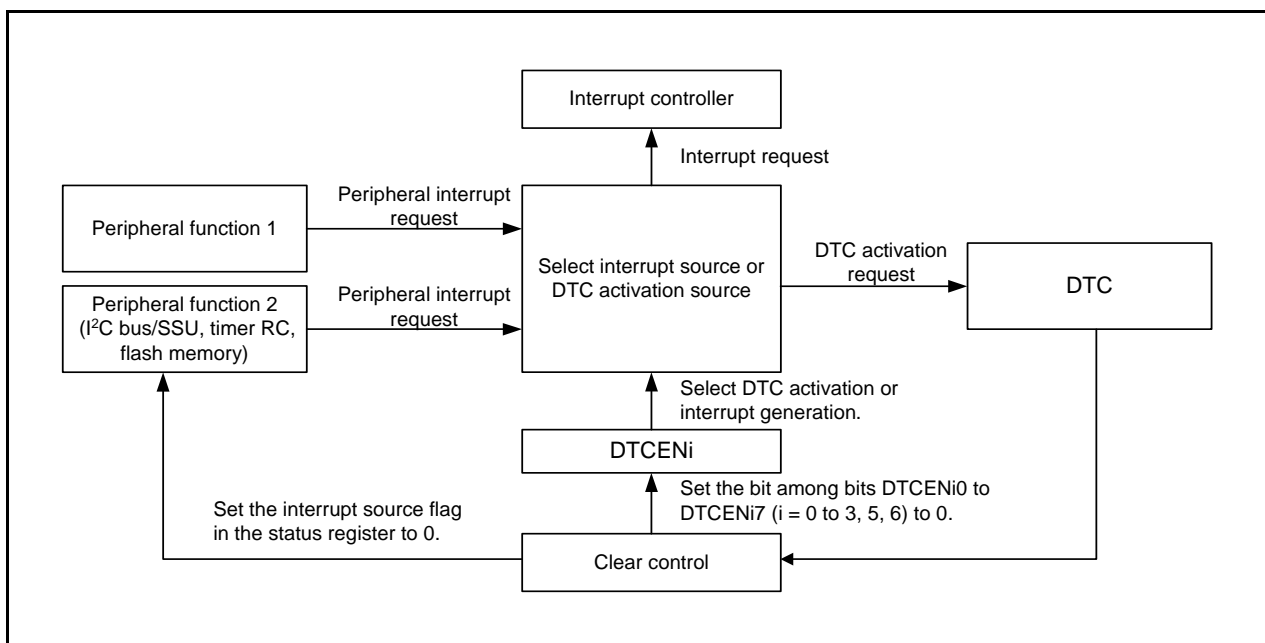 Interrupt controller
Interrupt request
Peripheral function 1
Peripheral interrupt
request
Select interrupt source or
DTC activation source
DTC activation
request
DTC
Peripheral function 2
(I²C bus/SSU, timer RC,
flash memory)
Peripheral interrupt
request
Select DTC activation or
interrupt generation.
DTCENi
Set the interrupt source flag
in the status register to 0.
Set the bit among bits DTCENi0 to
DTCENi7 (i = 0 to 3, 5, 6) to 0.
Clear control